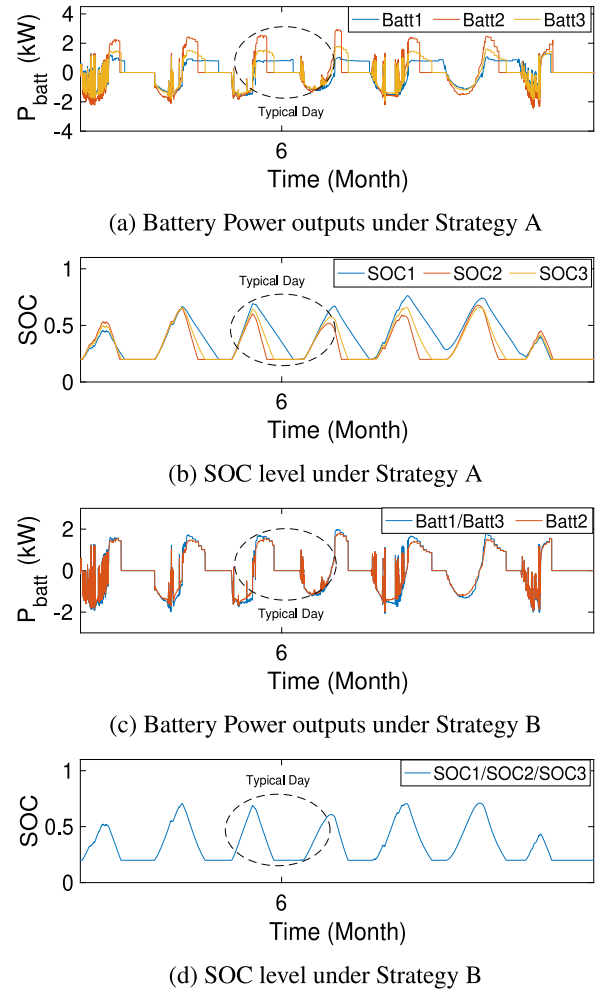 4
2
0
-2
-4
P_batt (kW)
Batt1 Batt2 Batt3
Typical Day
6
Time (Month)
(a) Battery Power outputs under Strategy A
1
0.5
0
SOC
SOC1 SOC2 SOC3
Typical Day
6
Time (Month)
(b) SOC level under Strategy A
2
0
-2
P_batt (kW)
Batt1/Batt3 Batt2
Typical Day
6
Time (Month)
(c) Battery Power outputs under Strategy B
1
0.5
0
SOC
SOC1/SOC2/SOC3
Typical Day
6
Time (Month)
(d) SOC level under Strategy B